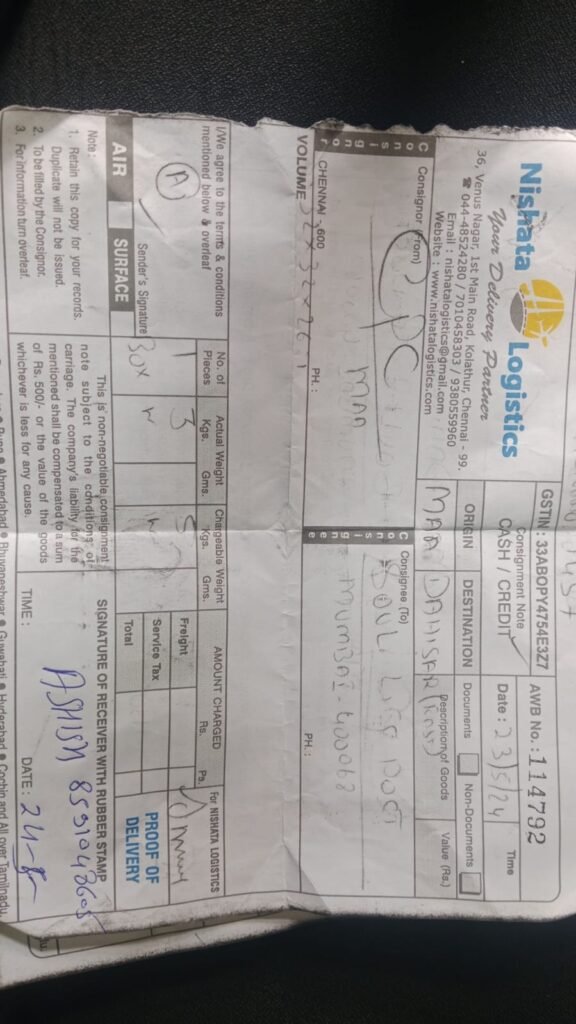 Nishata Logistics
Your Delivery Partner
36, Venus Nagar, 1st Main Road, Kolathur, Chennai - 99.
☎ 044-48524280 / 7010458303 / 9380559960
Email : nishatalogistics@gmail.com
Website : www.nishatalogistics.com
GSTIN: 33ABOPY4754E3Z7
AWB No.: 114792
Consignment Note
CASH / CREDIT
Date : 23/5/24
Time
ORIGIN
DESTINATION
Documents
Non-Documents
MAA
DAHISAR (East)
Description of Goods
Value (Rs.)
Consignor
Consignor (From)
MAA
CHENNAI 600
PH. :
VOLUME
Consignee
Consignee (To)
MUMBAI-400068
PH. :
I/We agree to the terms & conditions
mentioned below & overleaf
Sender's Signature
AIR
SURFACE
Note:
1. Retain this copy for your records.
Duplicate will not be issued.
2. To be filled by the Consignor.
3. For information turn overleaf.
No. of
Pieces
Actual Weight
Kgs. Gms.
Chargeable Weight
Kgs. Gms.
1
3
5
Box
AMOUNT CHARGED
Rs. Ps.
Freight
Service Tax
Total
For NISHATA LOGISTICS
PROOF OF
DELIVERY
This is non-negotiable consignment
note subject to the conditions of
carriage. The company's liability for the
mentioned shall be compensated to a sum
of Rs.500/- or the value of the goods
whichever is less for any cause.
SIGNATURE OF RECEIVER WITH RUBBER STAMP
ASHISH
TIME :
DATE :
Pune ● Ahmedabad ● Bhuvaneshwar ● Guwahati ● Hyderabad ● Cochin and All over Tamilnadu.